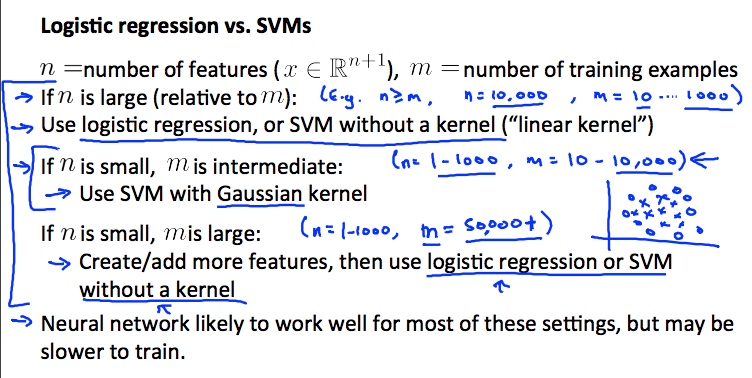 Logistic regression vs. SVMs
n =number of features ( x ∈ ℝⁿ⁺¹), m =number of training examples
→ If n is large (relative to m): (E.g. n ≥ m, n = 10,000 , m = 10 .... 1000)
→ Use logistic regression, or SVM without a kernel (“linear kernel”)
→ If n is small, m is intermediate: (n = 1-1000, m = 10 - 10,000) ←
→ Use SVM with Gaussian kernel
If n is small, m is large: (n = 1-1000, m = 50,000+)
→ Create/add more features, then use logistic regression or SVM
without a kernel
→ Neural network likely to work well for most of these settings, but may be
slower to train.